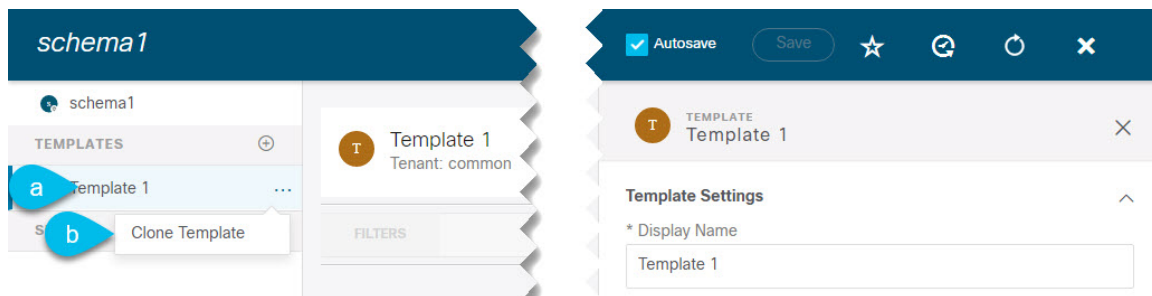 schema1
schema1
TEMPLATES
a
Template 1
...
S
b
Clone Template
T
Template 1
Tenant: common
FILTERS
Autosave
Save
T
TEMPLATE
Template 1
Template Settings
* Display Name
Template 1